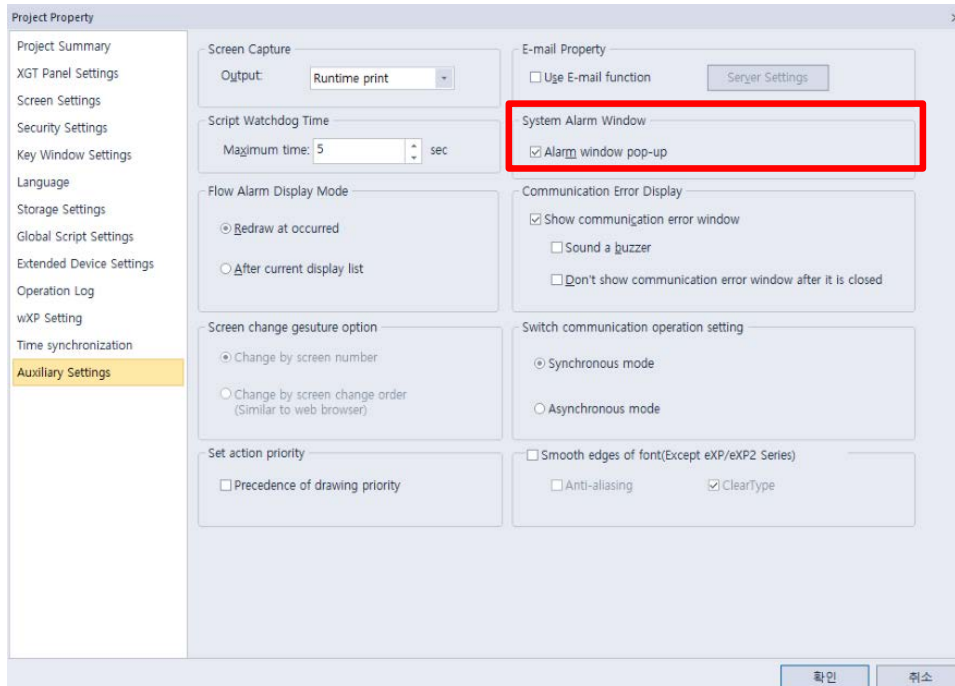 Project Property
Project Summary
XGT Panel Settings
Screen Settings
Security Settings
Key Window Settings
Language
Storage Settings
Global Script Settings
Extended Device Settings
Operation Log
wXP Setting
Time synchronization
Auxiliary Settings
Screen Capture
Output:
Runtime print
Script Watchdog Time
Maximum time:
5
sec
Flow Alarm Display Mode
Redraw at occurred
After current display list
Screen change gesuture option
Change by screen number
Change by screen change order
(Similar to web browser)
Set action priority
Precedence of drawing priority
E-mail Property
Use E-mail function
Server Settings
System Alarm Window
Alarm window pop-up
Communication Error Display
Show communication error window
Sound a buzzer
Don't show communication error window after it is closed
Switch communication operation setting
Synchronous mode
Asynchronous mode
Smooth edges of font(Except eXP/eXP2 Series)
Anti-aliasing
ClearType
확인
취소